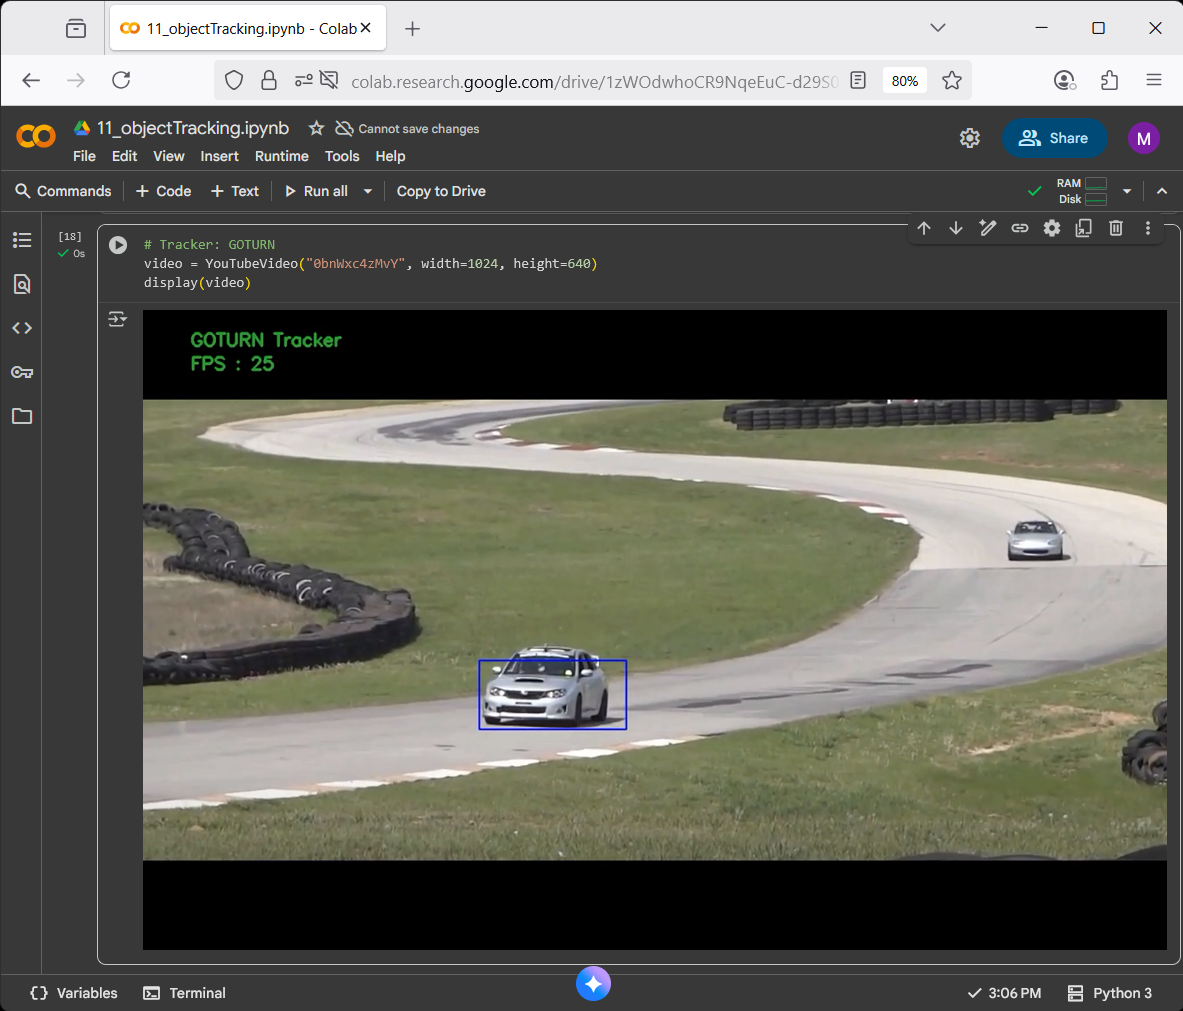 11_objectTracking.ipynb - Colab
colab.research.google.com/drive/1zWOdwhoCR9NqeEuC-d29S0
80%
11_objectTracking.ipynb
Cannot save changes
File Edit View Insert Runtime Tools Help
Share
M
Commands + Code + Text Run all Copy to Drive
RAM
Disk
[18]
0s
# Tracker: GOTURN
video = YouTubeVideo("0bnWxc4zMvY", width=1024, height=640)
display(video)
GOTURN Tracker
FPS : 25
Variables Terminal 3:06 PM Python 3